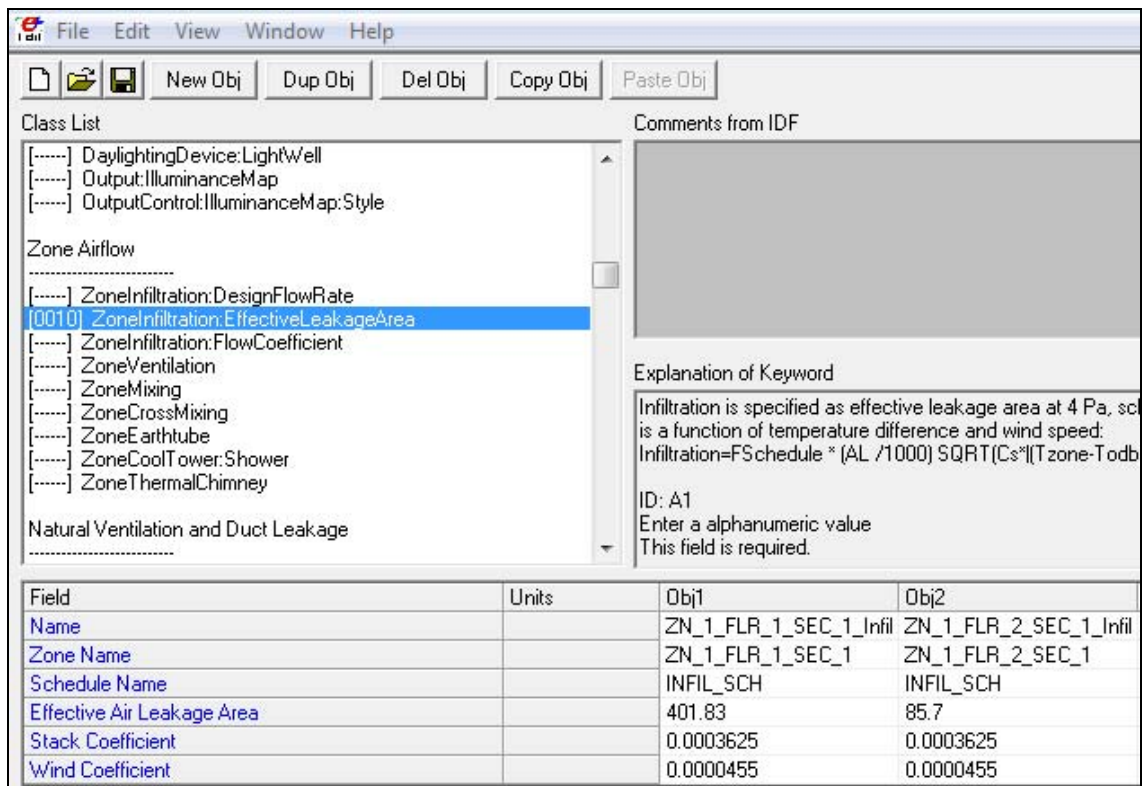 File Edit View Window Help
New Obj Dup Obj Del Obj Copy Obj Paste Obj
Class List
[------] DaylightingDevice:LightWell
[------] Output:IlluminanceMap
[------] OutputControl:IlluminanceMap:Style
Zone Airflow
---------------------------
[------] ZoneInfiltration:DesignFlowRate
[0010] ZoneInfiltration:EffectiveLeakageArea
[------] ZoneInfiltration:FlowCoefficient
[------] ZoneVentilation
[------] ZoneMixing
[------] ZoneCrossMixing
[------] ZoneEarthtube
[------] ZoneCoolTower:Shower
[------] ZoneThermalChimney
Natural Ventilation and Duct Leakage
---------------------------
Comments from IDF
Explanation of Keyword
Infiltration is specified as effective leakage area at 4 Pa, sch
is a function of temperature difference and wind speed:
Infiltration=FSchedule * (AL /1000) SQRT(Cs*|(Tzone-Todb
ID: A1
Enter a alphanumeric value
This field is required.
Field Units Obj1 Obj2
Name ZN_1_FLR_1_SEC_1_Infil ZN_1_FLR_2_SEC_1_Infil
Zone Name ZN_1_FLR_1_SEC_1 ZN_1_FLR_2_SEC_1
Schedule Name INFIL_SCH INFIL_SCH
Effective Air Leakage Area 401.83 85.7
Stack Coefficient 0.0003625 0.0003625
Wind Coefficient 0.0000455 0.0000455